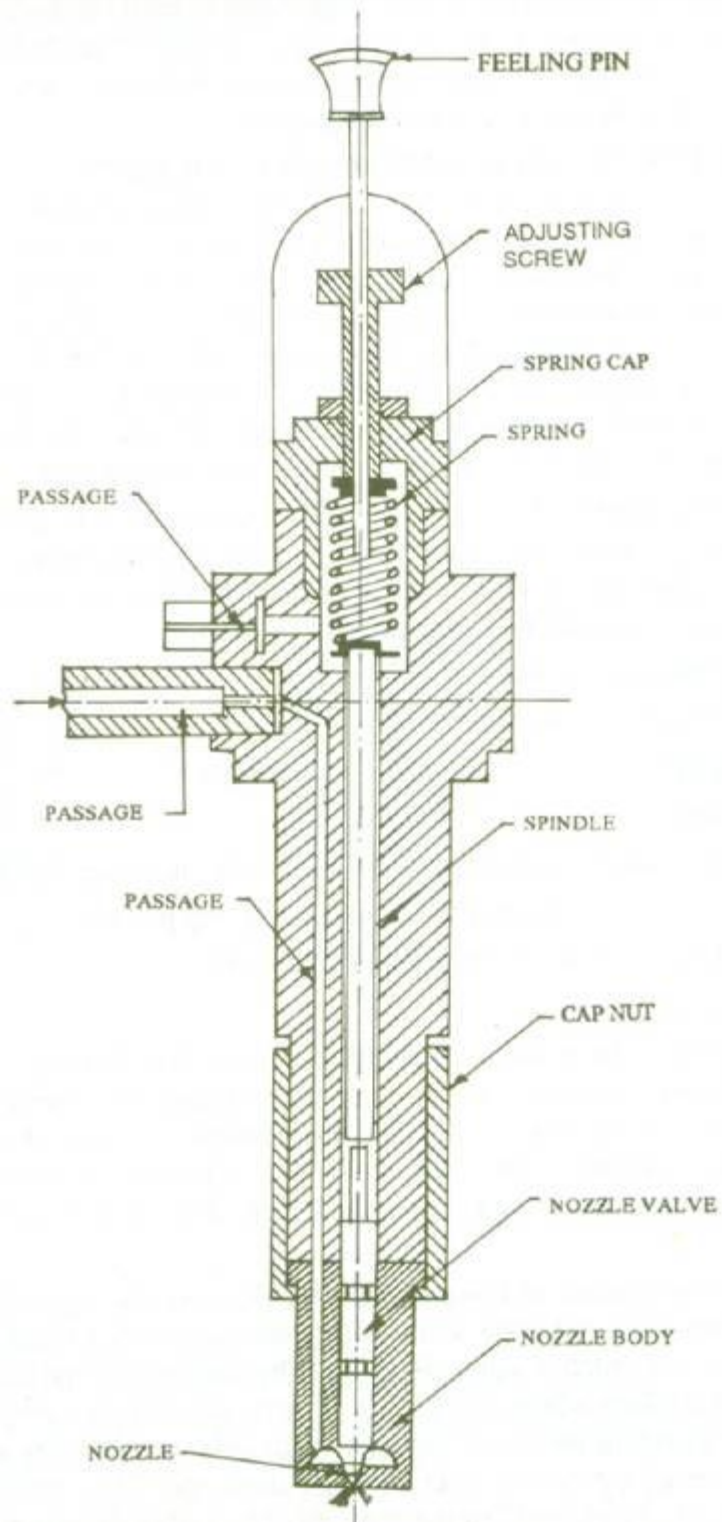 FEELING PIN
ADJUSTING
SCREW
SPRING CAP
SPRING
PASSAGE
PASSAGE
SPINDLE
PASSAGE
CAP NUT
NOZZLE VALVE
NOZZLE BODY
NOZZLE